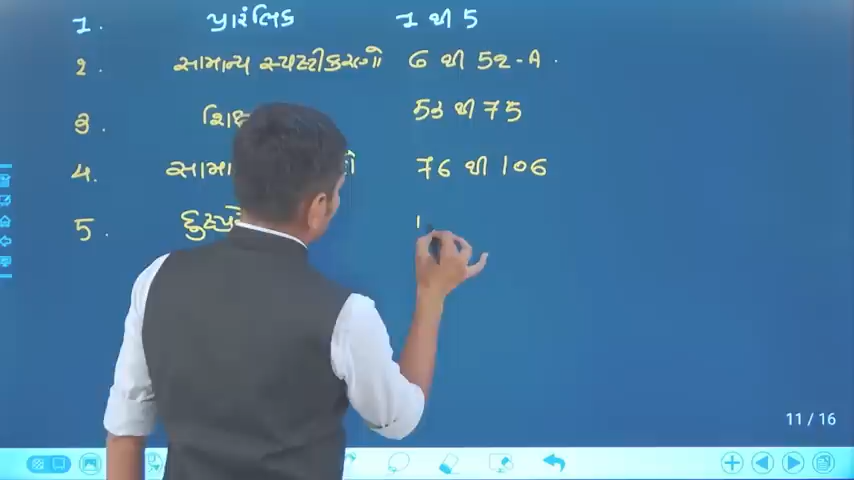 1. પ્રારંભિક 1 થી 5
2. સામાન્ય સ્પષ્ટીકરણો 6 થી 52-A.
3. 53 થી 75
4. 76 થી 106
5.
11 / 16